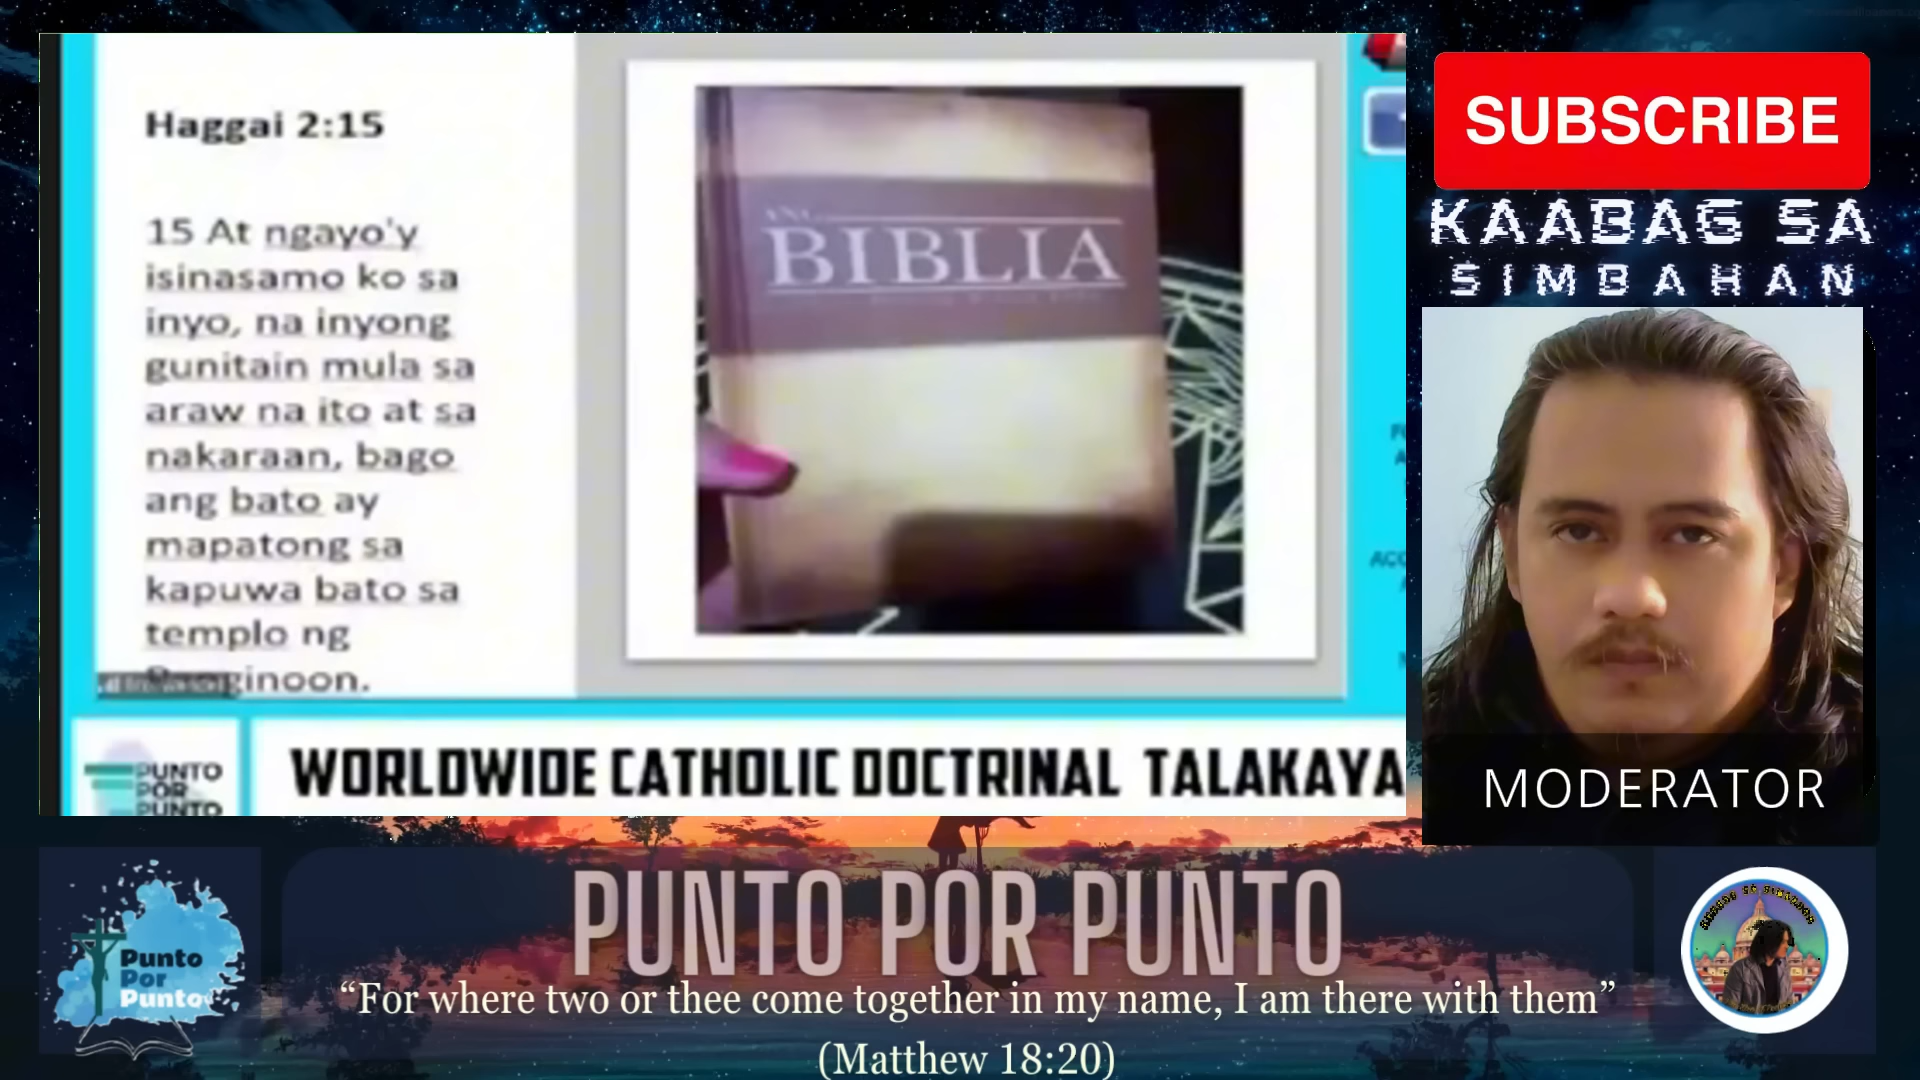 Haggai 2:15
15 At ngayo'y
isinasamo ko sa
inyo, na inyong
gunitain mula sa
araw na ito at sa
nakaraan, bago
ang bato ay
mapatong sa
kapuwa bato sa
templo ng
ANG
BIBLIA
SUBSCRIBE
KAABAG SA
SIMBAHAN
MODERATOR
PUNTO
POR
PUNTO
WORLDWIDE CATHOLIC DOCTRINAL TALAKAYA
Punto
Por
Punto
PUNTO POR PUNTO
“For where two or thee come together in my name, I am there with them”
(Matthew 18:20)